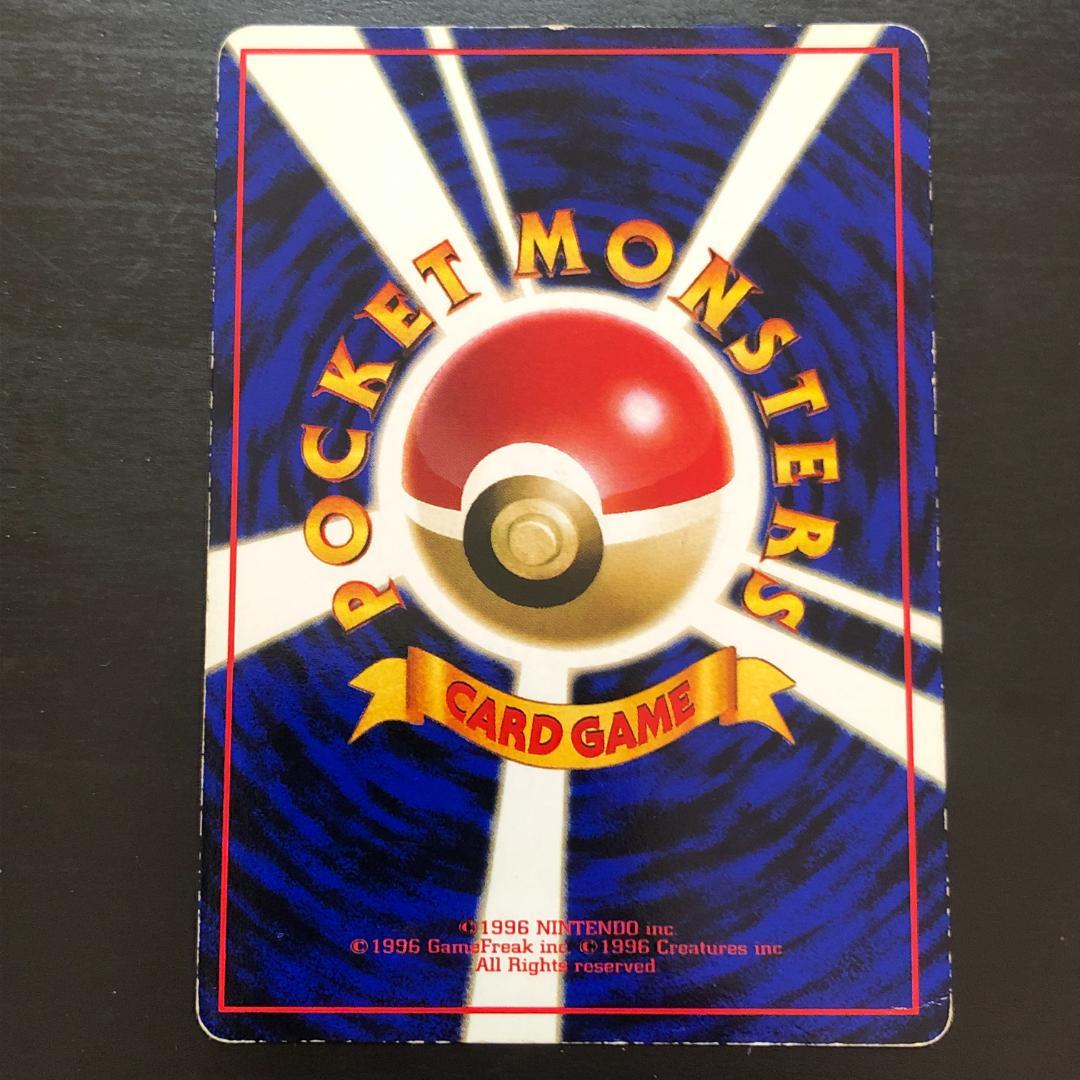 POCKET MONSTERS
CARD GAME
©1996 NINTENDO inc.
©1996 GameFreak inc. ©1996 Creatures inc
All Rights reserved